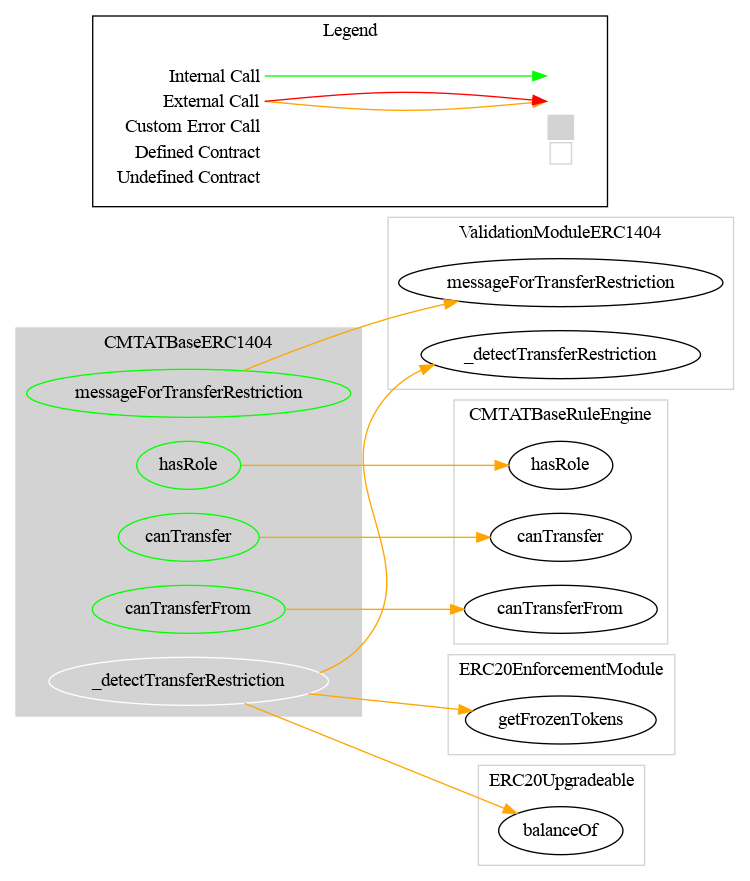 Legend
Internal Call
External Call
Custom Error Call
Defined Contract
Undefined Contract
ValidationModuleERC1404
messageForTransferRestriction
_detectTransferRestriction
CMTATBaseERC1404
messageForTransferRestriction
hasRole
canTransfer
canTransferFrom
_detectTransferRestriction
CMTATBaseRuleEngine
hasRole
canTransfer
canTransferFrom
ERC20EnforcementModule
getFrozenTokens
ERC20Upgradeable
balanceOf